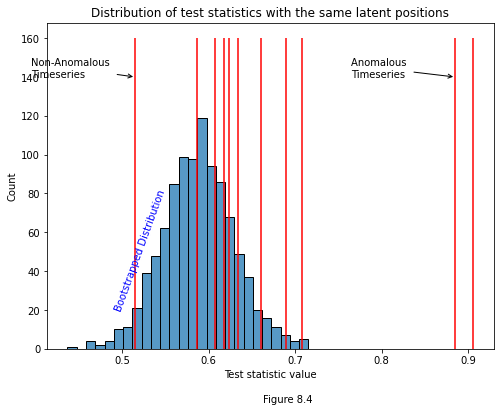 Distribution of test statistics with the same latent positions
160
140
120
100
80
60
40
20
0
Count
Non-Anomalous
Timeseries
Anomalous
Timeseries
Bootstrapped Distribution
0.5
0.6
0.7
0.8
0.9
Test statistic value
Figure 8.4